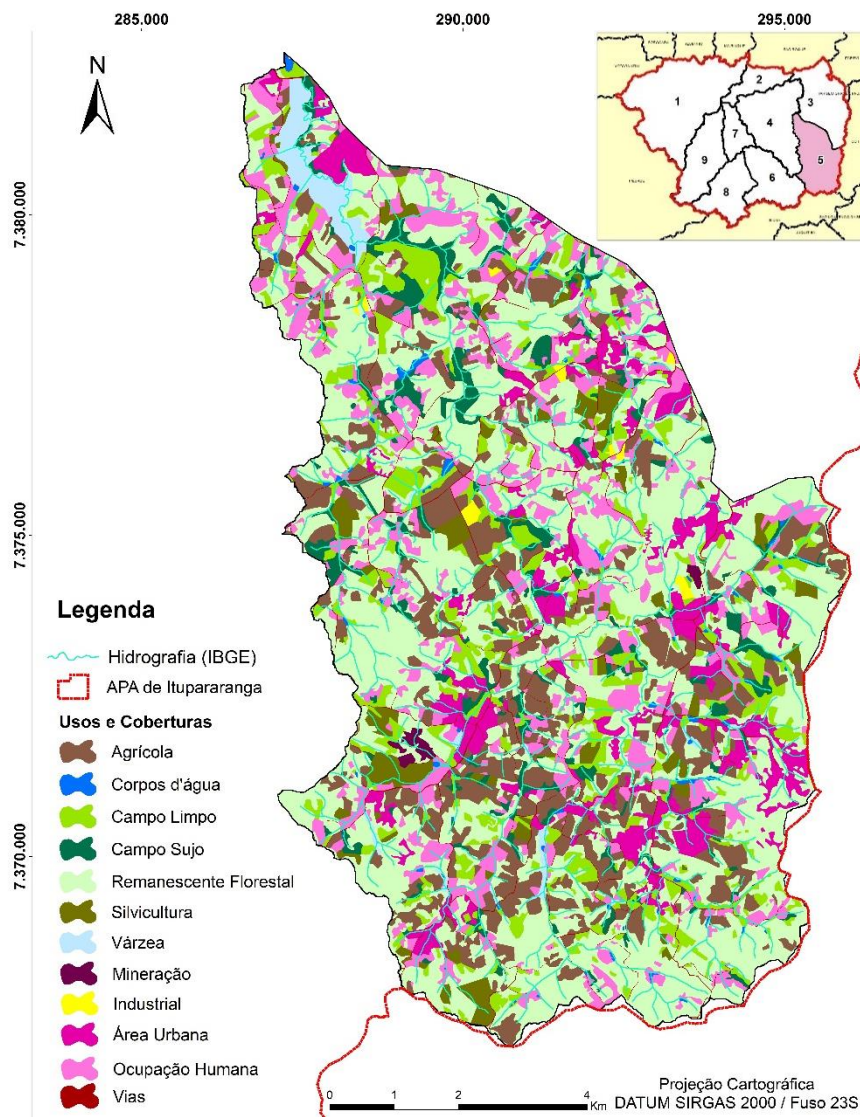 285.000
290.000
295.000
N
1
2
3
4
5
6
7
8
9
7.380.000
7.375.000
7.370.000
Legenda
Hidrografia (IBGE)
APA de Itupararanga
Usos e Coberturas
Agrícola
Corpos d'água
Campo Limpo
Campo Sujo
Remanescente Florestal
Silvicultura
Várzea
Mineração
Industrial
Área Urbana
Ocupação Humana
Vias
0 1 2 4
Km
Projeção Cartográfica
DATUM SIRGAS 2000 / Fuso 23S